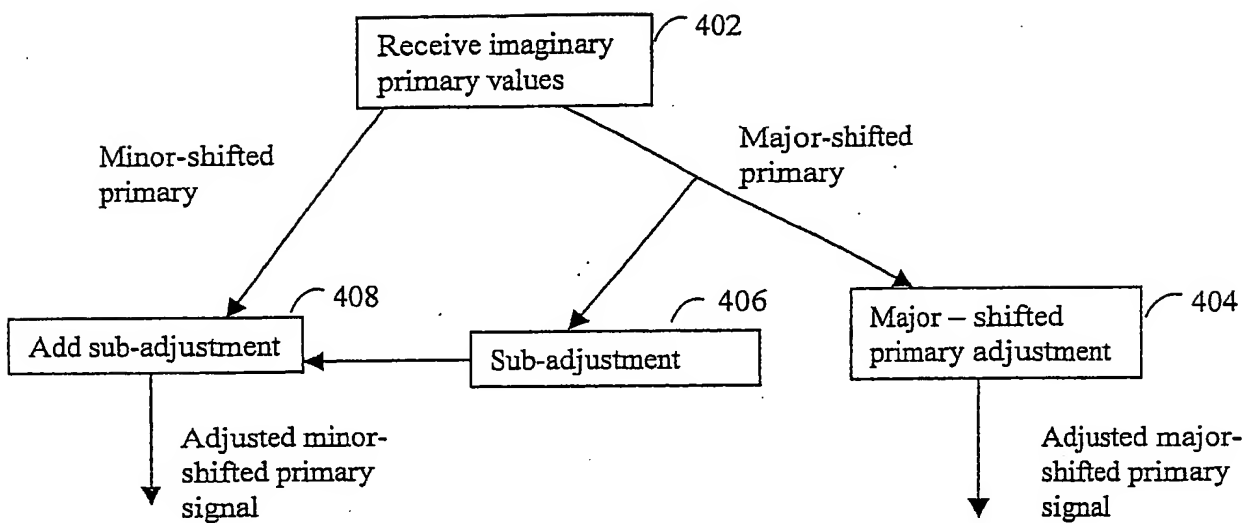 Receive imaginary
primary values
402
Minor-shifted
primary
Major-shifted
primary
408
Add sub-adjustment
406
Sub-adjustment
404
Major – shifted
primary adjustment
Adjusted minor-
shifted primary
signal
Adjusted major-
shifted primary
signal